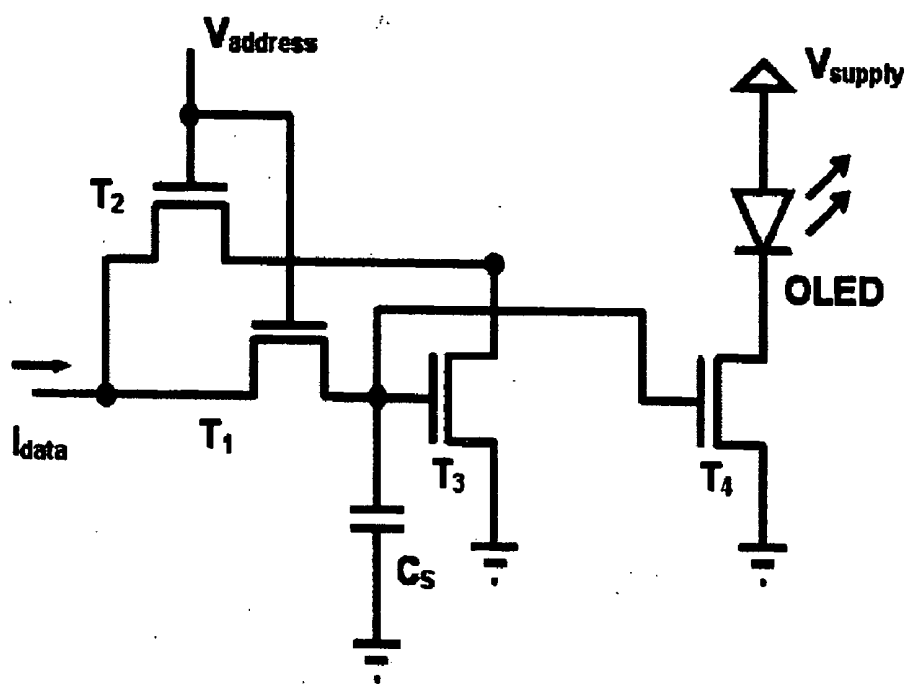 Vaddress
Vsupply
T2
OLED
Idata
T1
T3
T4
Cs